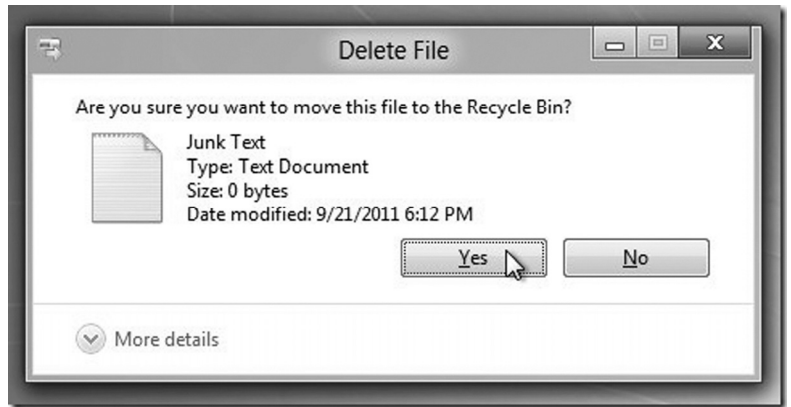 Delete File
Are you sure you want to move this file to the Recycle Bin?
Junk Text
Type: Text Document
Size: 0 bytes
Date modified: 9/21/2011 6:12 PM
Yes No
More details